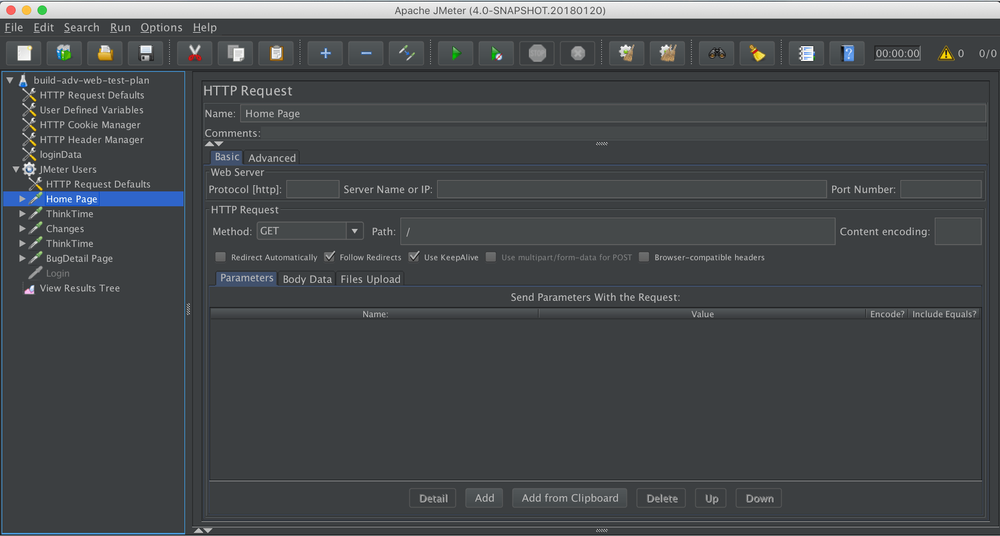 Apache JMeter (4.0-SNAPSHOT.20180120)
File Edit Search Run Options Help
STOP
00:00:00 0 0/0
build-adv-web-test-plan
HTTP Request Defaults
User Defined Variables
HTTP Cookie Manager
HTTP Header Manager
loginData
JMeter Users
HTTP Request Defaults
Home Page
ThinkTime
Changes
ThinkTime
BugDetail Page
Login
View Results Tree
HTTP Request
Name: Home Page
Comments:
Basic Advanced
Web Server
Protocol [http]: Server Name or IP: Port Number:
HTTP Request
Method: GET Path: / Content encoding:
Redirect Automatically Follow Redirects Use KeepAlive Use multipart/form-data for POST Browser-compatible headers
Parameters Body Data Files Upload
Send Parameters With the Request:
Name: Value Encode? Include Equals?
Detail Add Add from Clipboard Delete Up Down